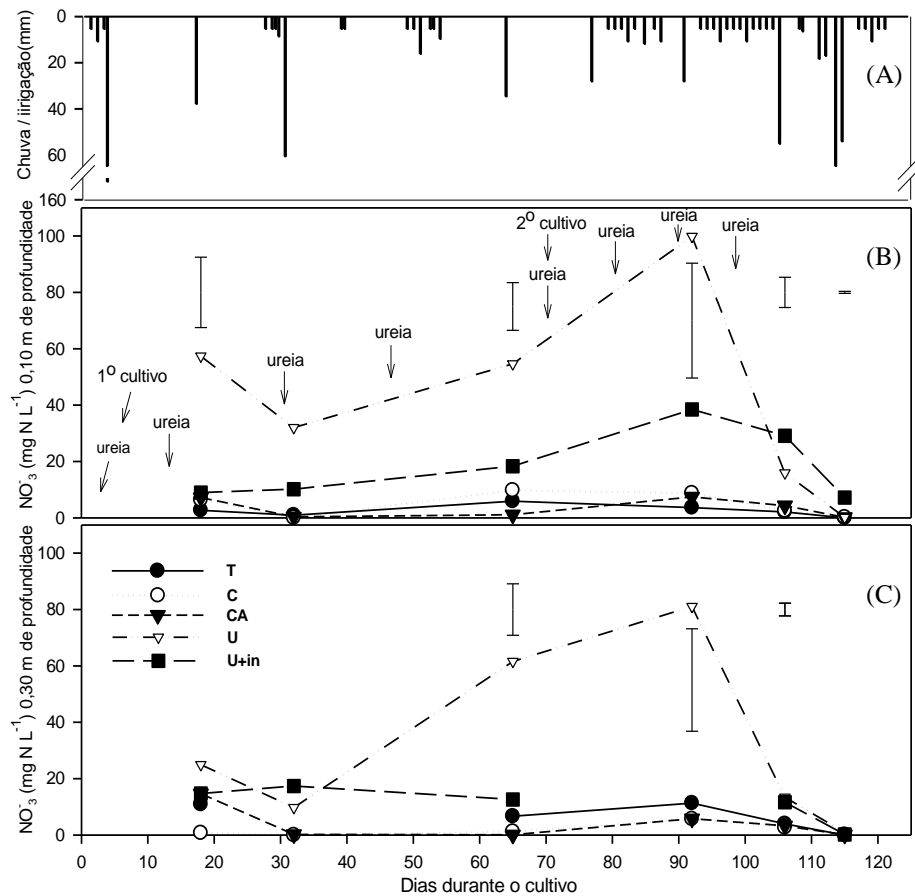 0
20
40
60
160
Chuva / iirigação(mm)
(A)
100
80
60
40
20
0
NO₃⁻ (mg N L⁻¹) 0,10 m de profundidade
(B)
2º cultivo
ureia
ureia
ureia
ureia
ureia
ureia
1º cultivo
ureia
ureia
100
80
60
40
20
0
NO₃⁻ (mg N L⁻¹) 0,30 m de profundidade
(C)
T
C
CA
U
U+in
0 10 20 30 40 50 60 70 80 90 100 110 120
Dias durante o cultivo